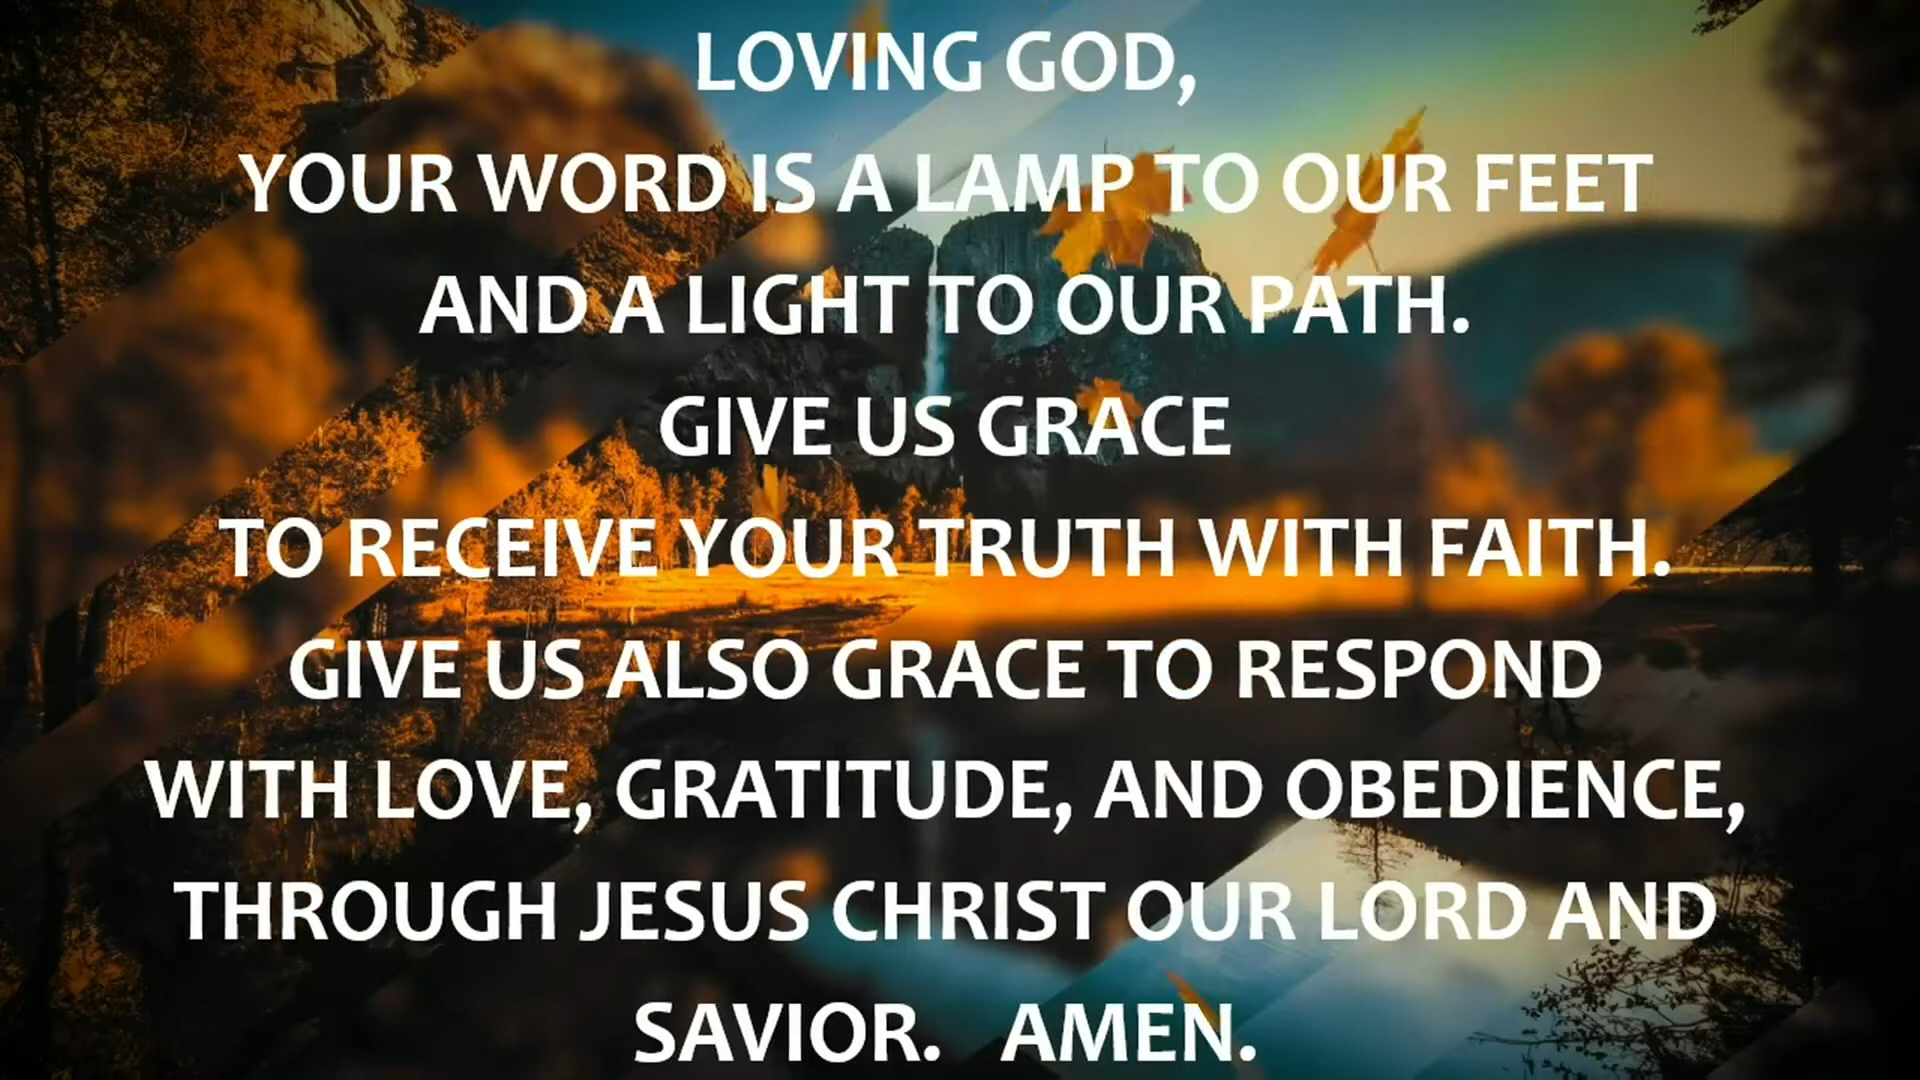 LOVING GOD,
YOUR WORD IS A LAMP TO OUR FEET
AND A LIGHT TO OUR PATH.
GIVE US GRACE
TO RECEIVE YOUR TRUTH WITH FAITH.
GIVE US ALSO GRACE TO RESPOND
WITH LOVE, GRATITUDE, AND OBEDIENCE,
THROUGH JESUS CHRIST OUR LORD AND
SAVIOR. AMEN.